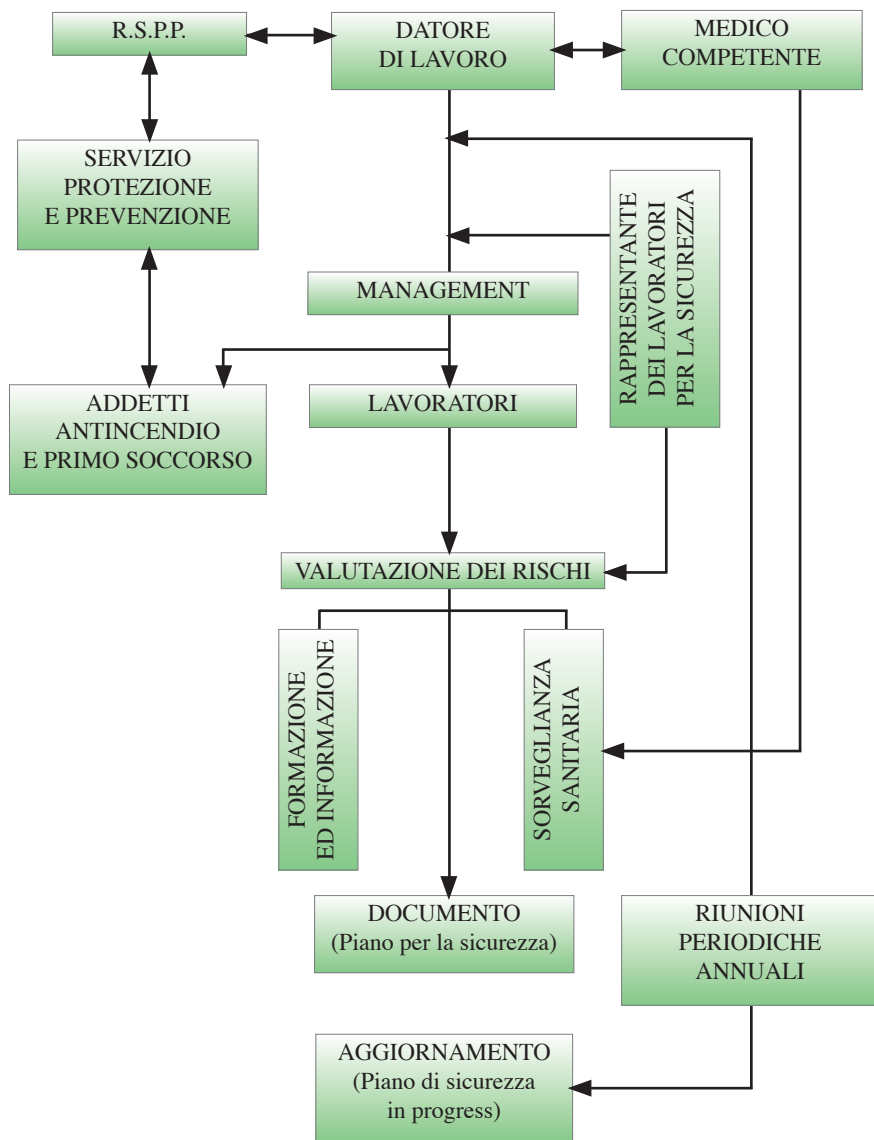 R.S.P.P.
DATORE
DI LAVORO
MEDICO
COMPETENTE
SERVIZIO
PROTEZIONE
E PREVENZIONE
RAPPRESENTANTE
DEI LAVORATORI
PER LA SICUREZZA
MANAGEMENT
ADDETTI
ANTINCENDIO
E PRIMO SOCCORSO
LAVORATORI
VALUTAZIONE DEI RISCHI
FORMAZIONE
ED INFORMAZIONE
SORVEGLIANZA
SANITARIA
DOCUMENTO
(Piano per la sicurezza)
RIUNIONI
PERIODICHE
ANNUALI
AGGIORNAMENTO
(Piano di sicurezza
in progress)